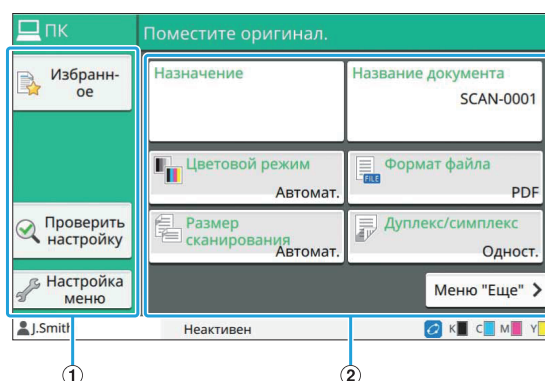 ПК
Поместите оригинал.
Избранн-
ое
Проверить
настройку
Настройка
меню
Назначение
Название документа
SCAN-0001
Цветовой режим
Автомат.
Формат файла
FILE
PDF
Размер
сканирования
Автомат.
Дуплекс/симплекс
Одност.
Меню "Еще"
J.Smith
Неактивен
K C M Y
1
2